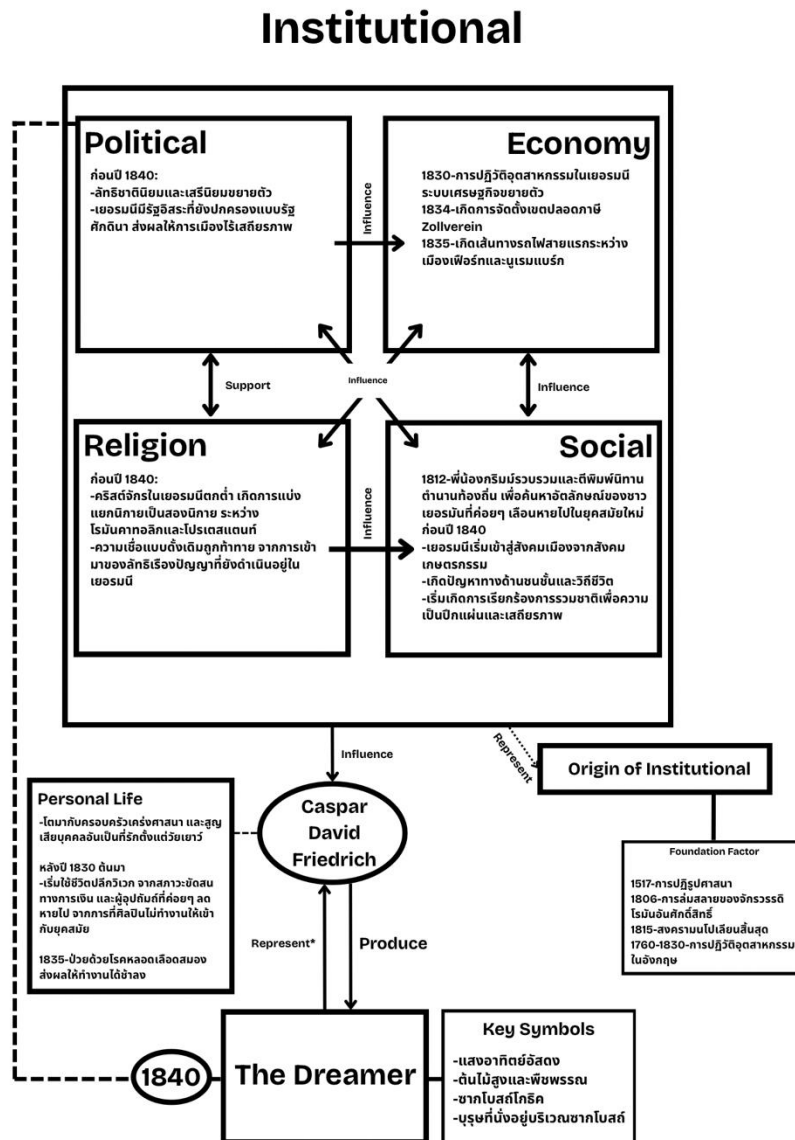 Institutional
Political
ก่อนปี 1840:
-ลัทธิชาตินิยมและเสรีนิยมขยายตัว
-เยอรมนีมีรัฐอิสระที่ยังปกครองแบบรัฐ
ศักดินา ส่งผลให้การเมืองไร้เสถียรภาพ
Influence
Economy
1830-การปฏิวัติอุตสาหกรรมในเยอรมนี
ระบบเศรษฐกิจขยายตัว
1834-เกิดการจัดตั้งเขตปลอดภาษี
Zollverein
1835-เกิดเส้นทางรถไฟสายแรกระหว่าง
เมืองเฟือร์ทและนูเรมแบร์ก
Support
Influence
Influence
Religion
ก่อนปี 1840:
-คริสต์จักรในเยอรมนีตกต่ำ เกิดการแบ่ง
แยกนิกายเป็นสองนิกาย ระหว่าง
โรมันคาทอลิกและโปรเตสแตนท์
-ความเชื่อแบบดั้งเดิมถูกท้าทาย จากการเข้า
มาของลัทธิเรืองปัญญาที่ยังดำเนินอยู่ใน
เยอรมนี
Influence
Social
1812-พี่น้องกริมม์รวบรวมและตีพิมพ์นิทาน
ตำนานท้องถิ่น เพื่อค้นหาอัตลักษณ์ของชาว
เยอรมันที่ค่อยๆ เลือนหายไปในยุคสมัยใหม่
ก่อนปี 1840
-เยอรมนีเริ่มเข้าสู่สังคมเมืองจากสังคม
เกษตรกรรม
-เกิดปัญหาทางด้านชนชั้นและวิถีชีวิต
-เริ่มเกิดการเรียกร้องการรวมชาติเพื่อความ
เป็นปึกแผ่นและเสถียรภาพ
Influence
Represent
Origin of Institutional
Foundation Factor
1517-การปฏิรูปศาสนา
1806-การล่มสลายของจักรวรรดิ
โรมันอันศักดิ์สิทธิ์
1815-สงครามนโปเลียนสิ้นสุด
1760-1830-การปฏิวัติอุตสาหกรรม
ในอังกฤษ
Personal Life
-โตมากับครอบครัวเคร่งศาสนา และสูญ
เสียบุคคลอันเป็นที่รักตั้งแต่วัยเยาว์
หลังปี 1830 ต้นมา
-เริ่มใช้ชีวิตปลีกวิเวก จากสภาวะขัดสน
ทางการเงิน และผู้อุปถัมถ์ที่ค่อยๆ ลด
หายไป จากการที่ศิลปินไม่ทำงานให้เข้า
กับยุคสมัย
1835-ป่วยด้วยโรคหลอดเลือดสมอง
ส่งผลให้ทำงานได้ช้าลง
Caspar
David
Friedrich
Represent*
Produce
1840
The Dreamer
Key Symbols
-แสงอาทิตย์อัสดง
-ต้นไม้สูงและพืชพรรณ
-ซากโบสถ์โกธิค
-บุรุษที่นั่งอยู่บริเวณซากโบสถ์